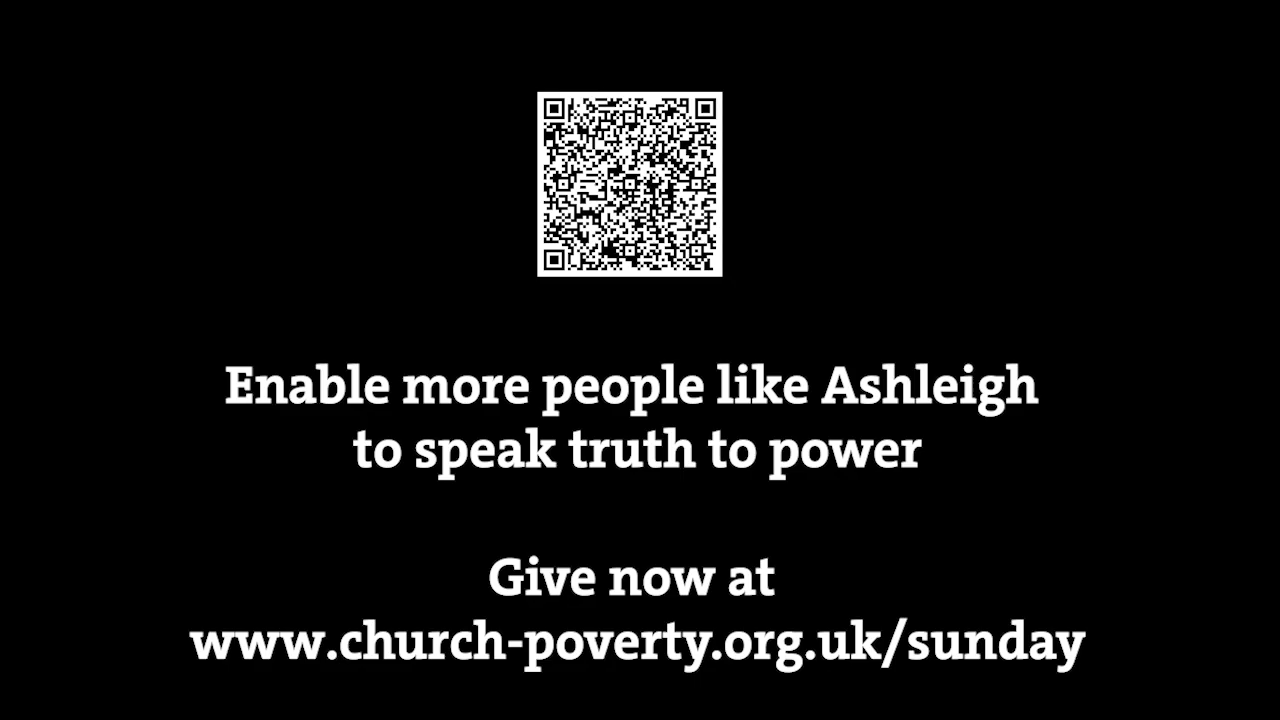 Enable more people like Ashleigh
to speak truth to power
Give now at
www.church-poverty.org.uk/sunday